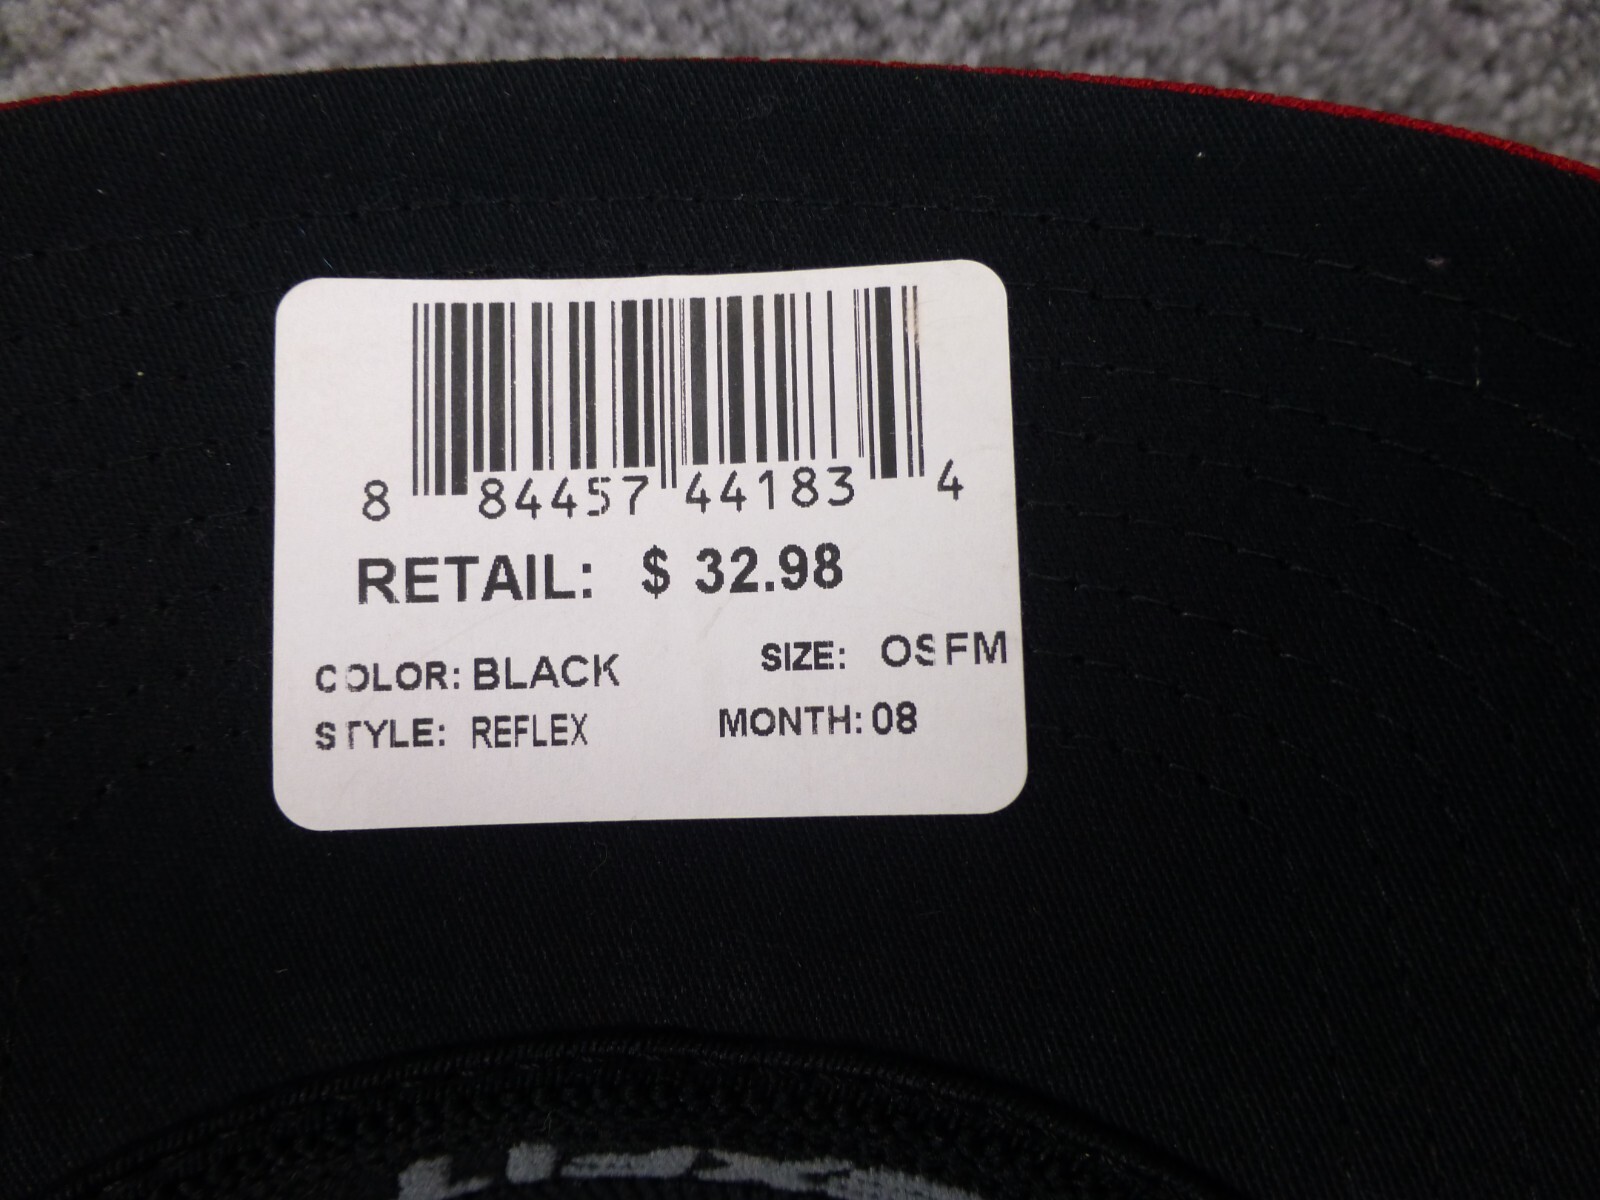 8 84457 44183 4
RETAIL: $ 32.98
COLOR: BLACK SIZE: OSFM
STYLE: REFLEX MONTH: 08